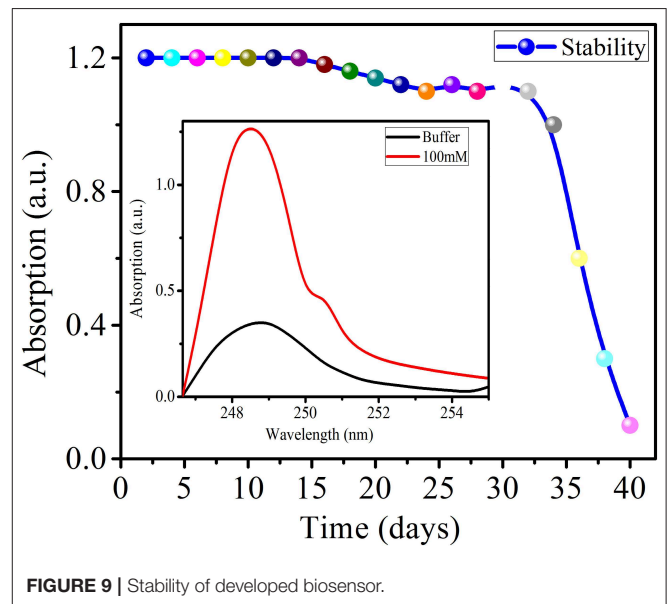 Stability
1.2
0.8
0.4
0.0
Absorption (a.u.)
0
5
10
15
20
25
30
35
40
Time (days)
Buffer
100mM
1.0
0.5
0.0
Absorption (a.u.)
248
250
252
254
Wavelength (nm)
FIGURE 9 | Stability of developed biosensor.